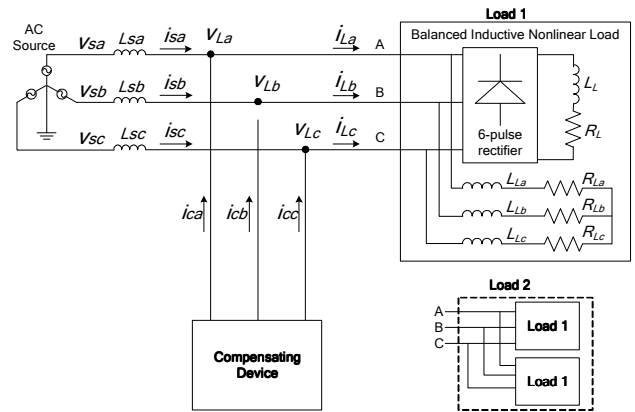 Load 1
AC
Source
vsa Lsa isa vLa iLa A
Balanced Inductive Nonlinear Load
vsb Lsb isb vLb iLb B
LL
RL
vsc Lsc isc vLc iLc C
6-pulse
rectifier
LLa RLa
LLb RLb
LLc RLc
ica icb icc
Load 2
A
B
C
Load 1
Load 1
Compensating
Device